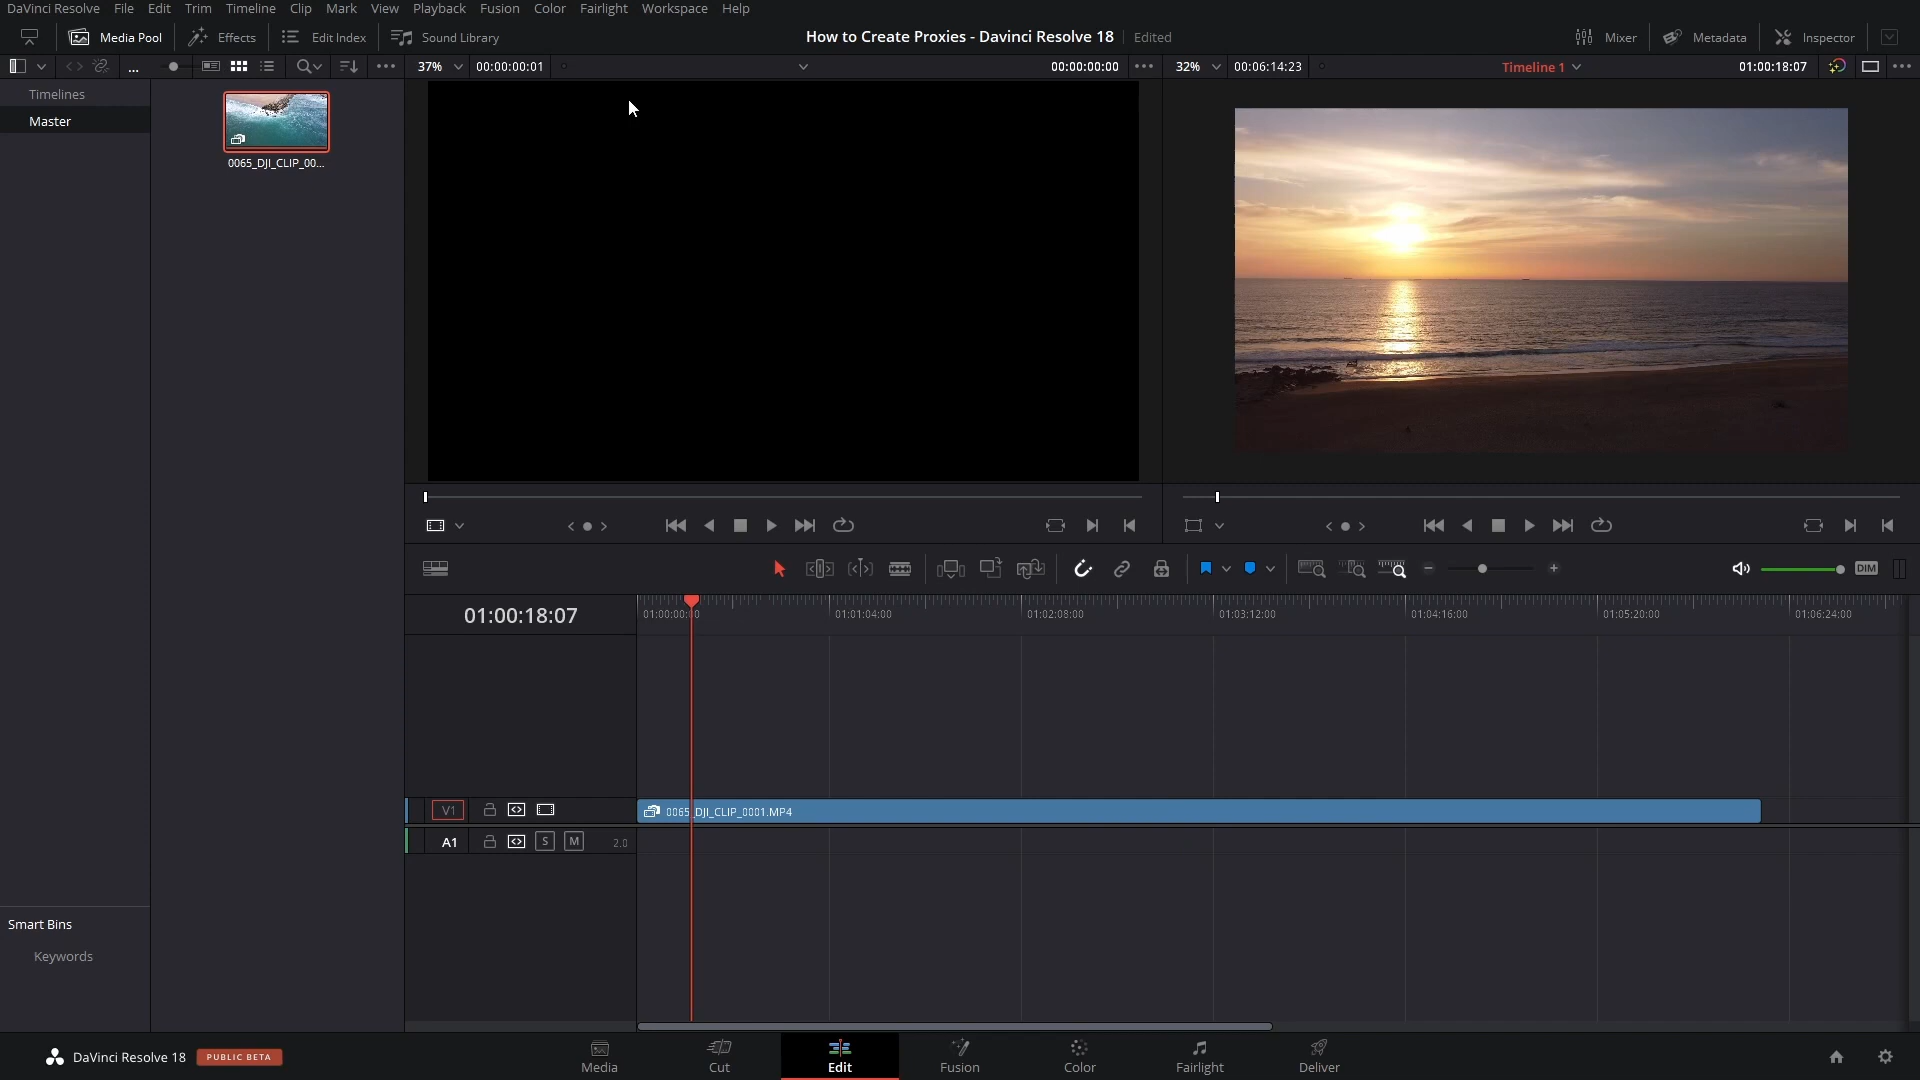 DaVinci Resolve File Edit Trim Timeline Clip Mark View Playback Fusion Color Fairlight Workspace Help
Media Pool Effects Edit Index Sound Library How to Create Proxies - Davinci Resolve 18 Edited Mixer Metadata Inspector
37% 00:00:00:01 00:00:00:00 32% 00:06:14:23 Timeline 1 01:00:18:07
Timelines
Master
0065_DJI_CLIP_00...
DIM
01:00:18:07
01:00:00:00 01:01:04:00 01:02:08:00 01:03:12:00 01:04:16:00 01:05:20:00 01:06:24:00
V1 0065_DJI_CLIP_0001.MP4
A1 S M 2.0
Smart Bins
Keywords
DaVinci Resolve 18 PUBLIC BETA Media Cut Edit Fusion Color Fairlight Deliver